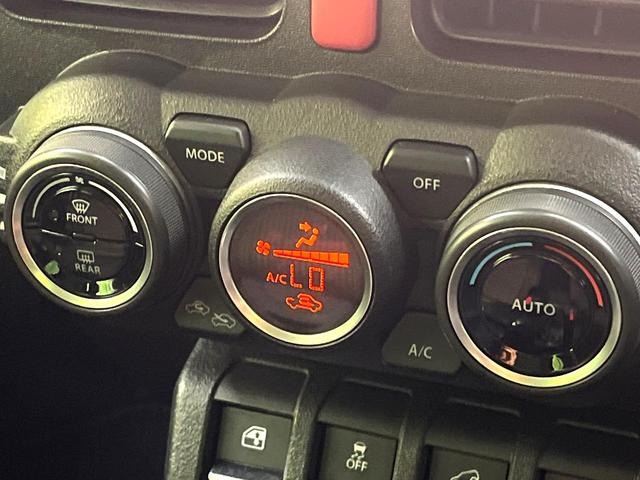 MODE
OFF
FRONT
REAR
A/C LO
AUTO
A/C
OFF